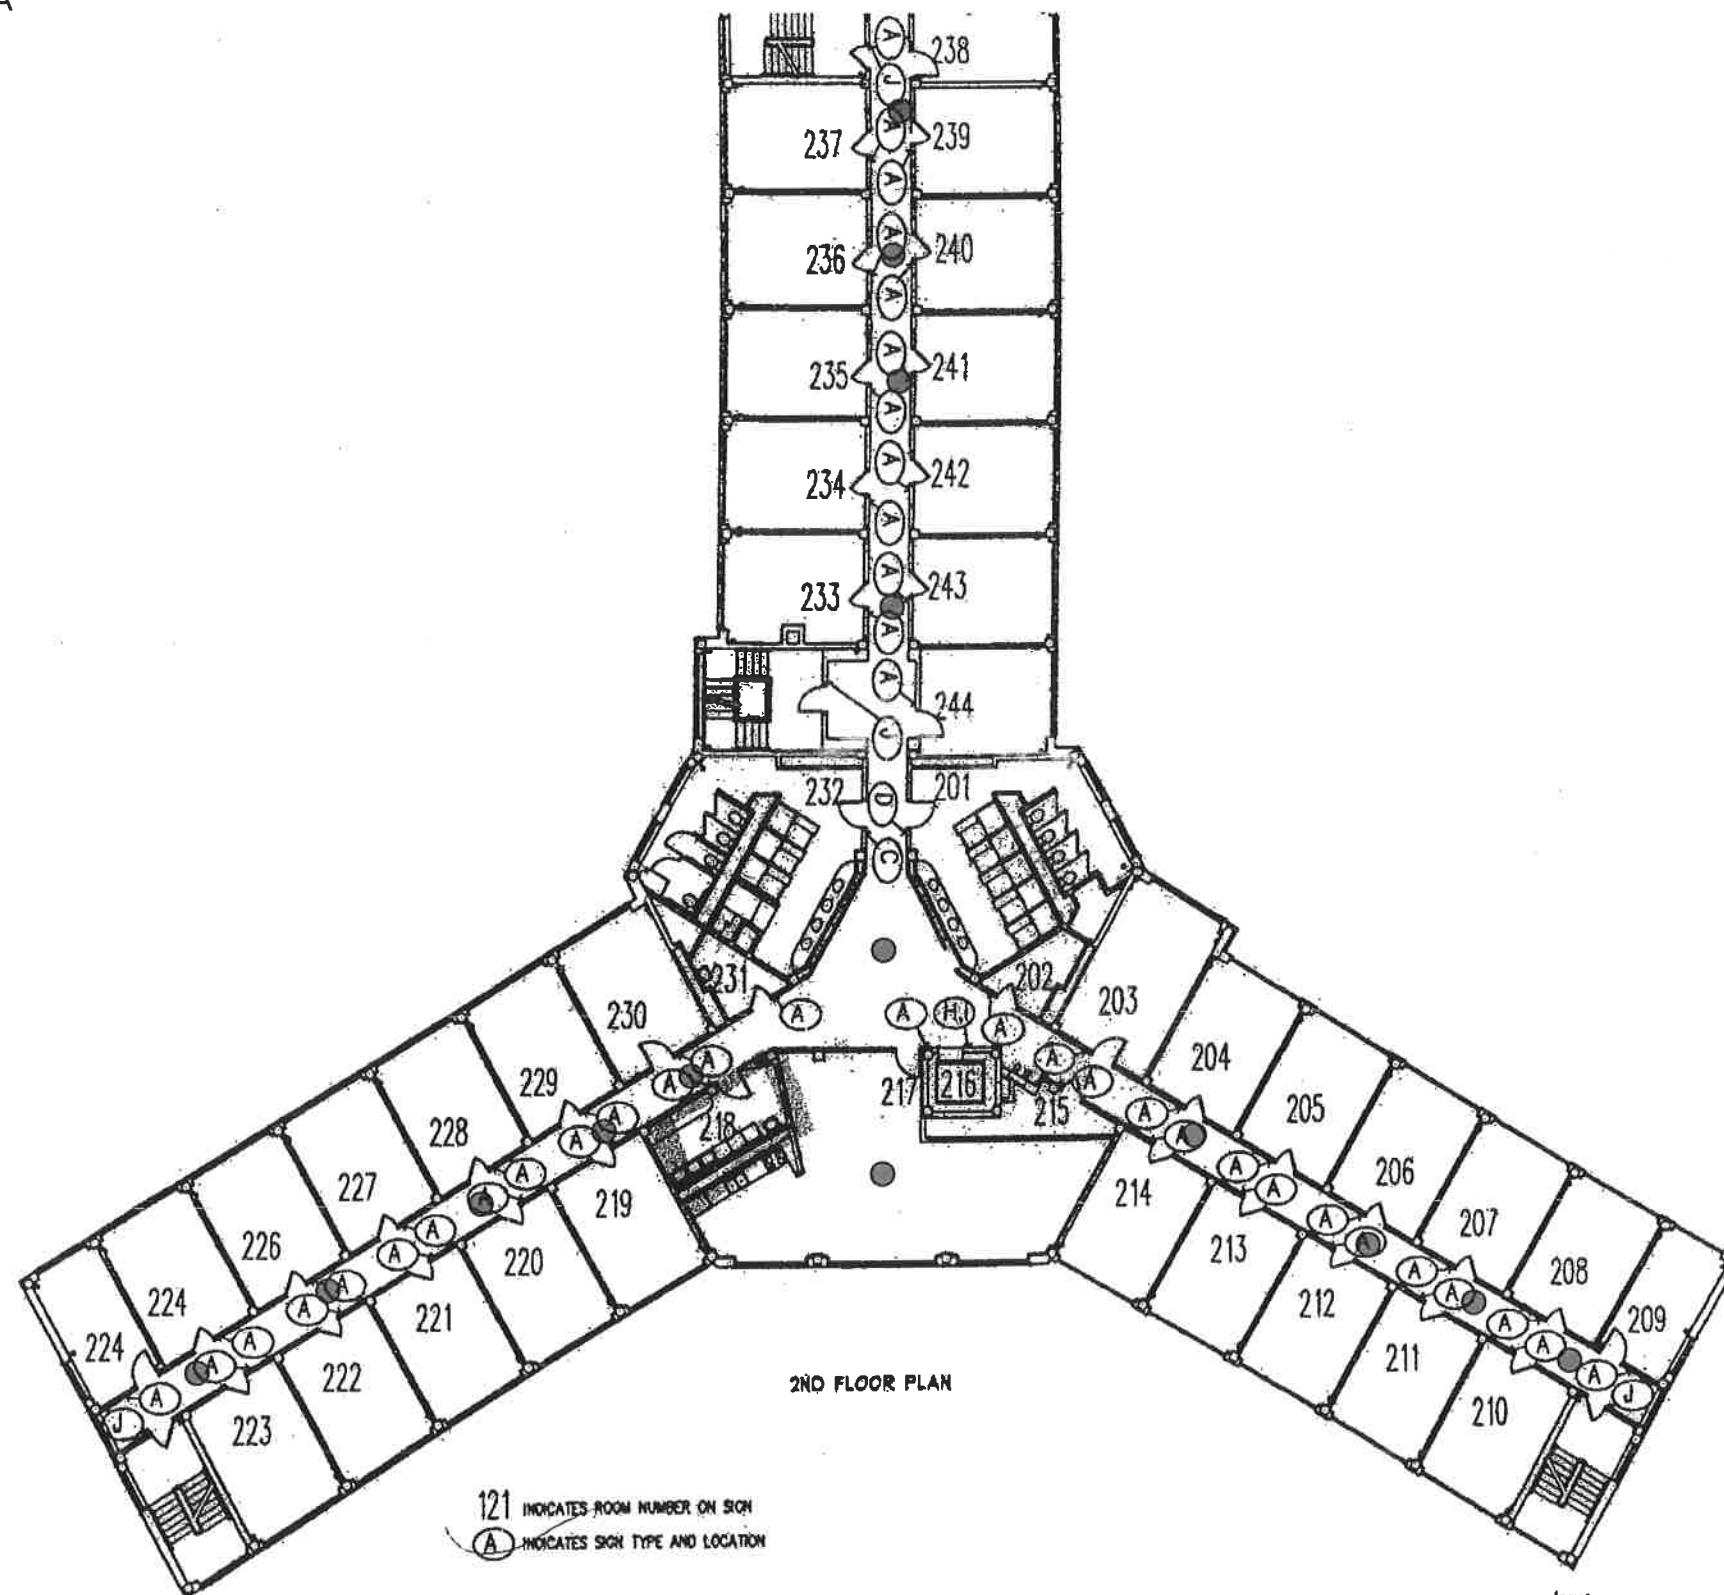 A
A
238
J
A
237
239
A
A
236
240
A
A
235
241
A
A
234
242
A
A
233
243
A
A
244
J
232
D
201
C
231
202
203
230
A
A
H
A
204
229
A
A
A
A
217
216
215
205
228
A
A
A
A
218
206
227
A
A
A
A
219
214
207
226
A
A
A
A
220
213
208
224
A
A
A
A
221
212
209
224
A
A
A
A
222
2ND FLOOR PLAN
211
A
A
J
J
223
210
121 INDICATES ROOM NUMBER ON SIGN
A INDICATES SIGN TYPE AND LOCATION